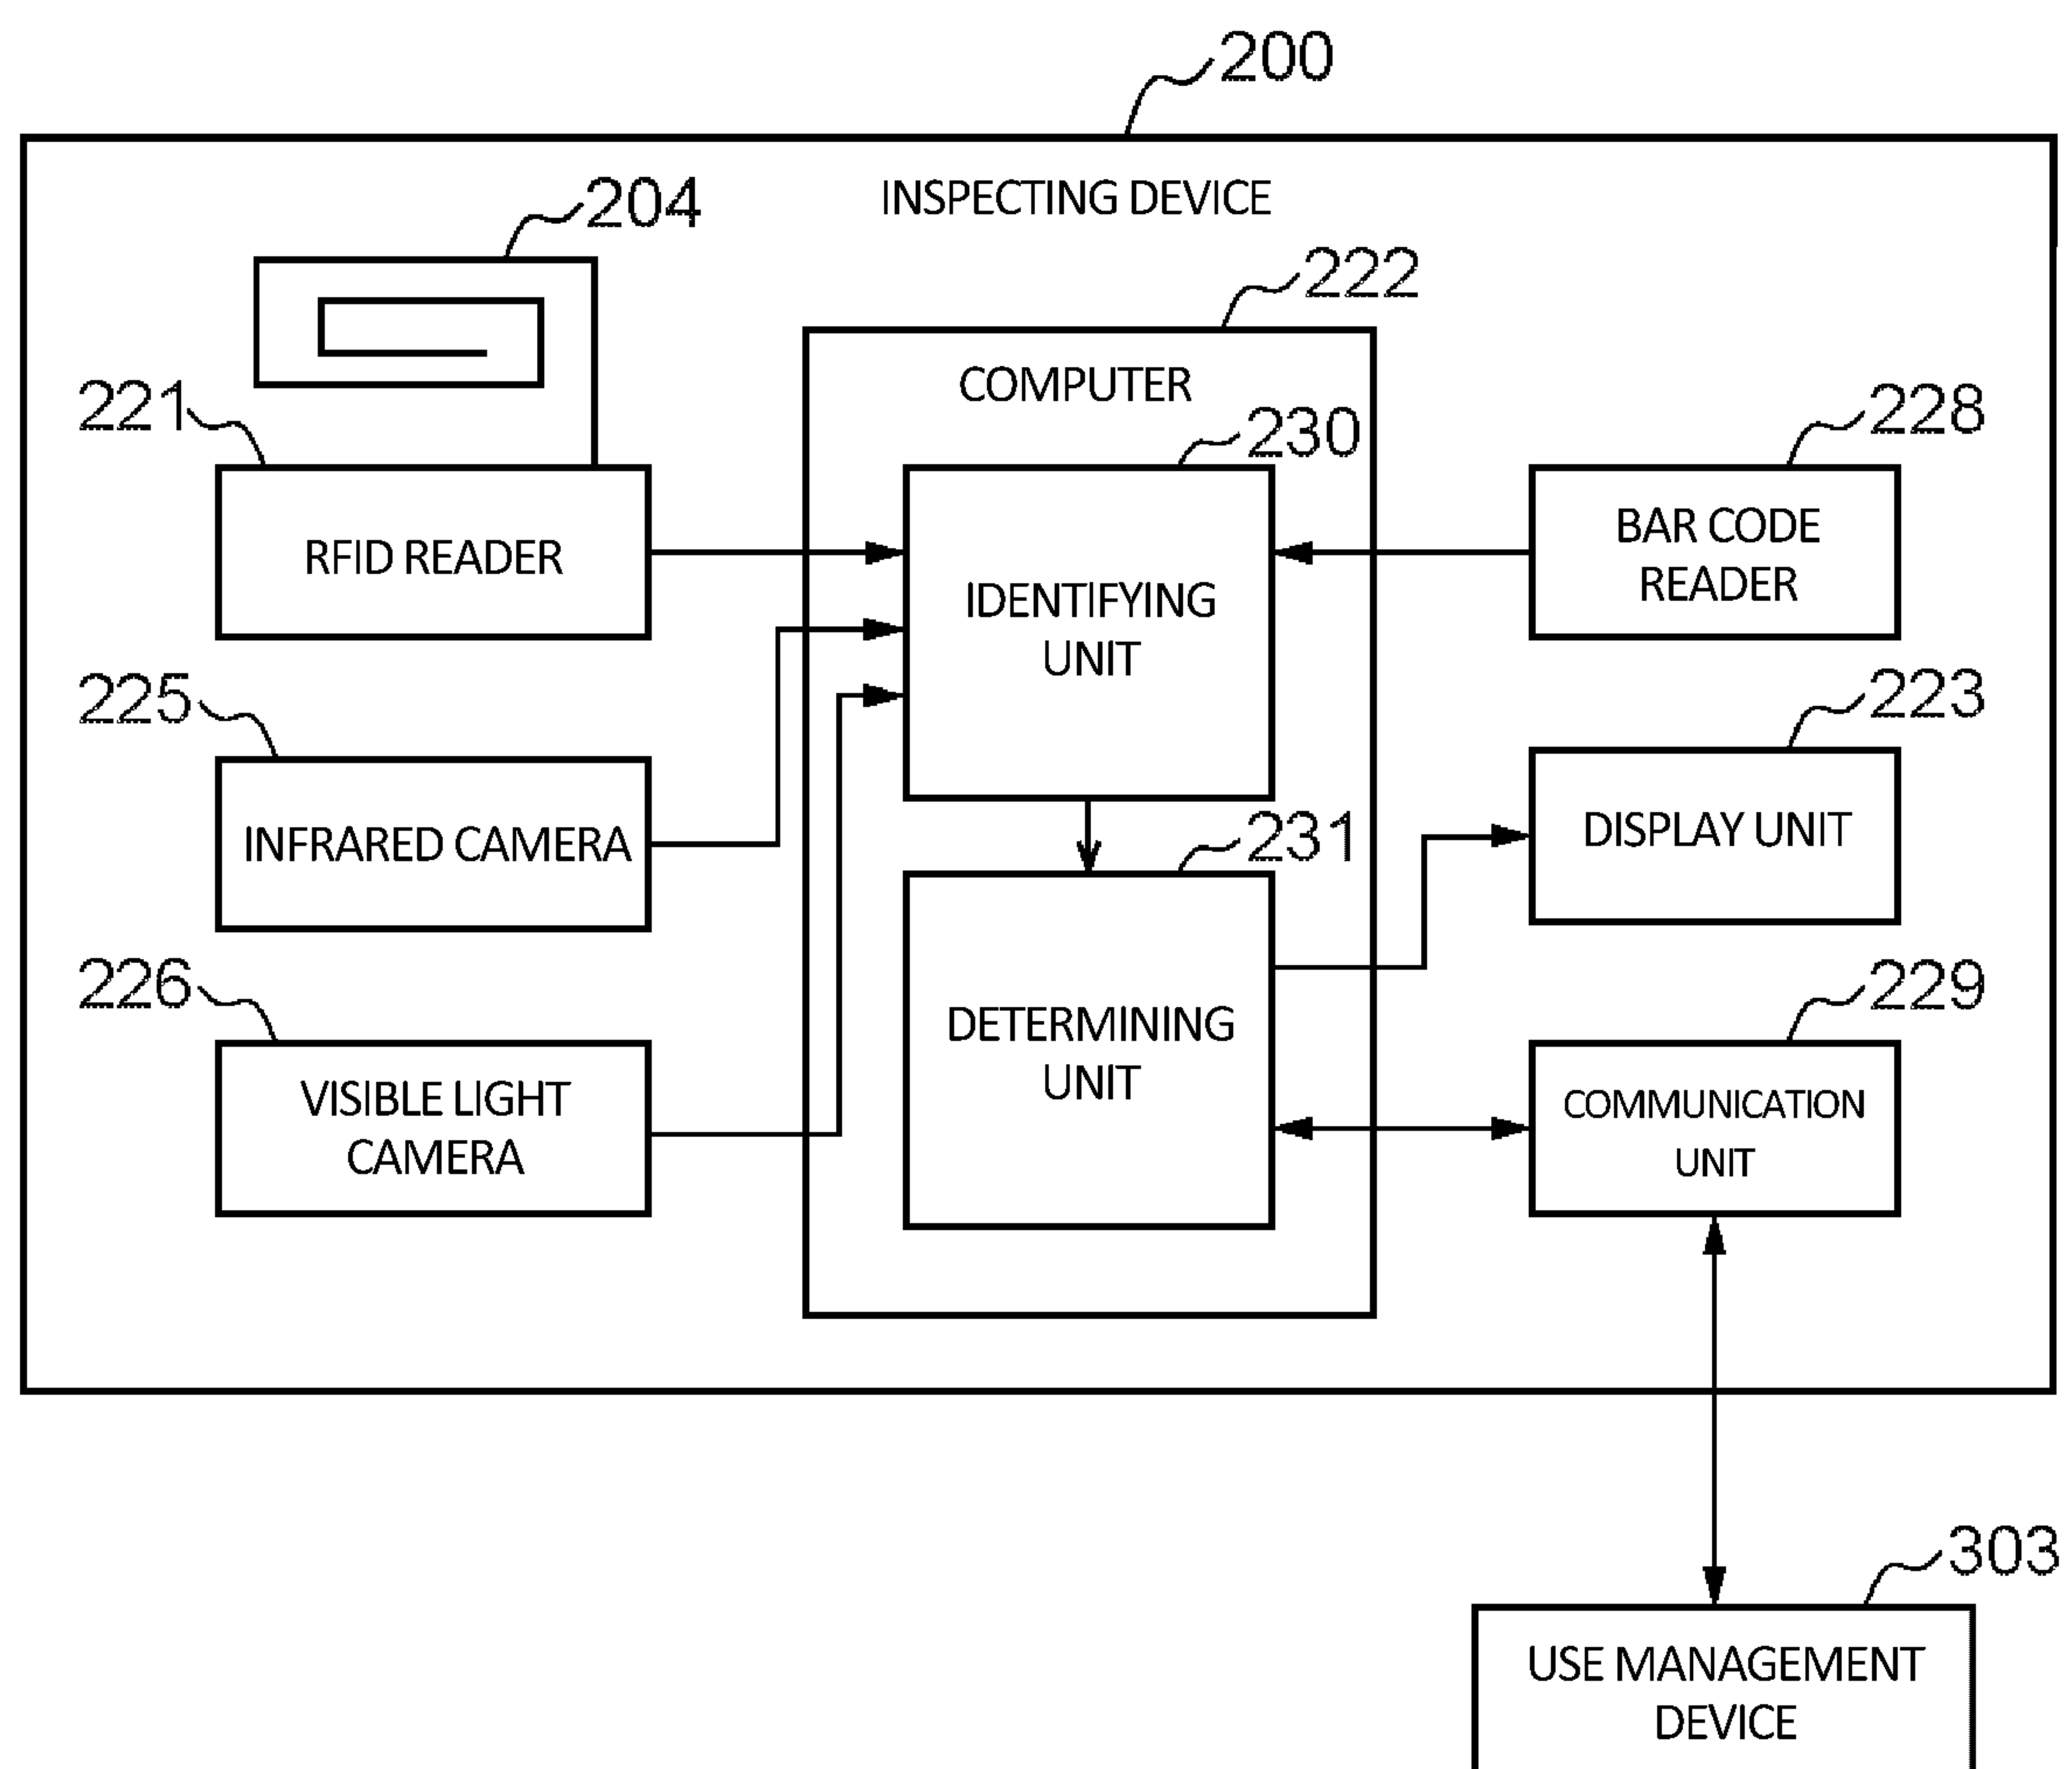 200
INSPECTING DEVICE
204
222
COMPUTER
221
230
228
RFID READER
IDENTIFYING
UNIT
BAR CODE
READER
225
223
INFRARED CAMERA
231
DISPLAY UNIT
226
229
VISIBLE LIGHT
CAMERA
DETERMINING
UNIT
COMMUNICATION
UNIT
303
USE MANAGEMENT
DEVICE